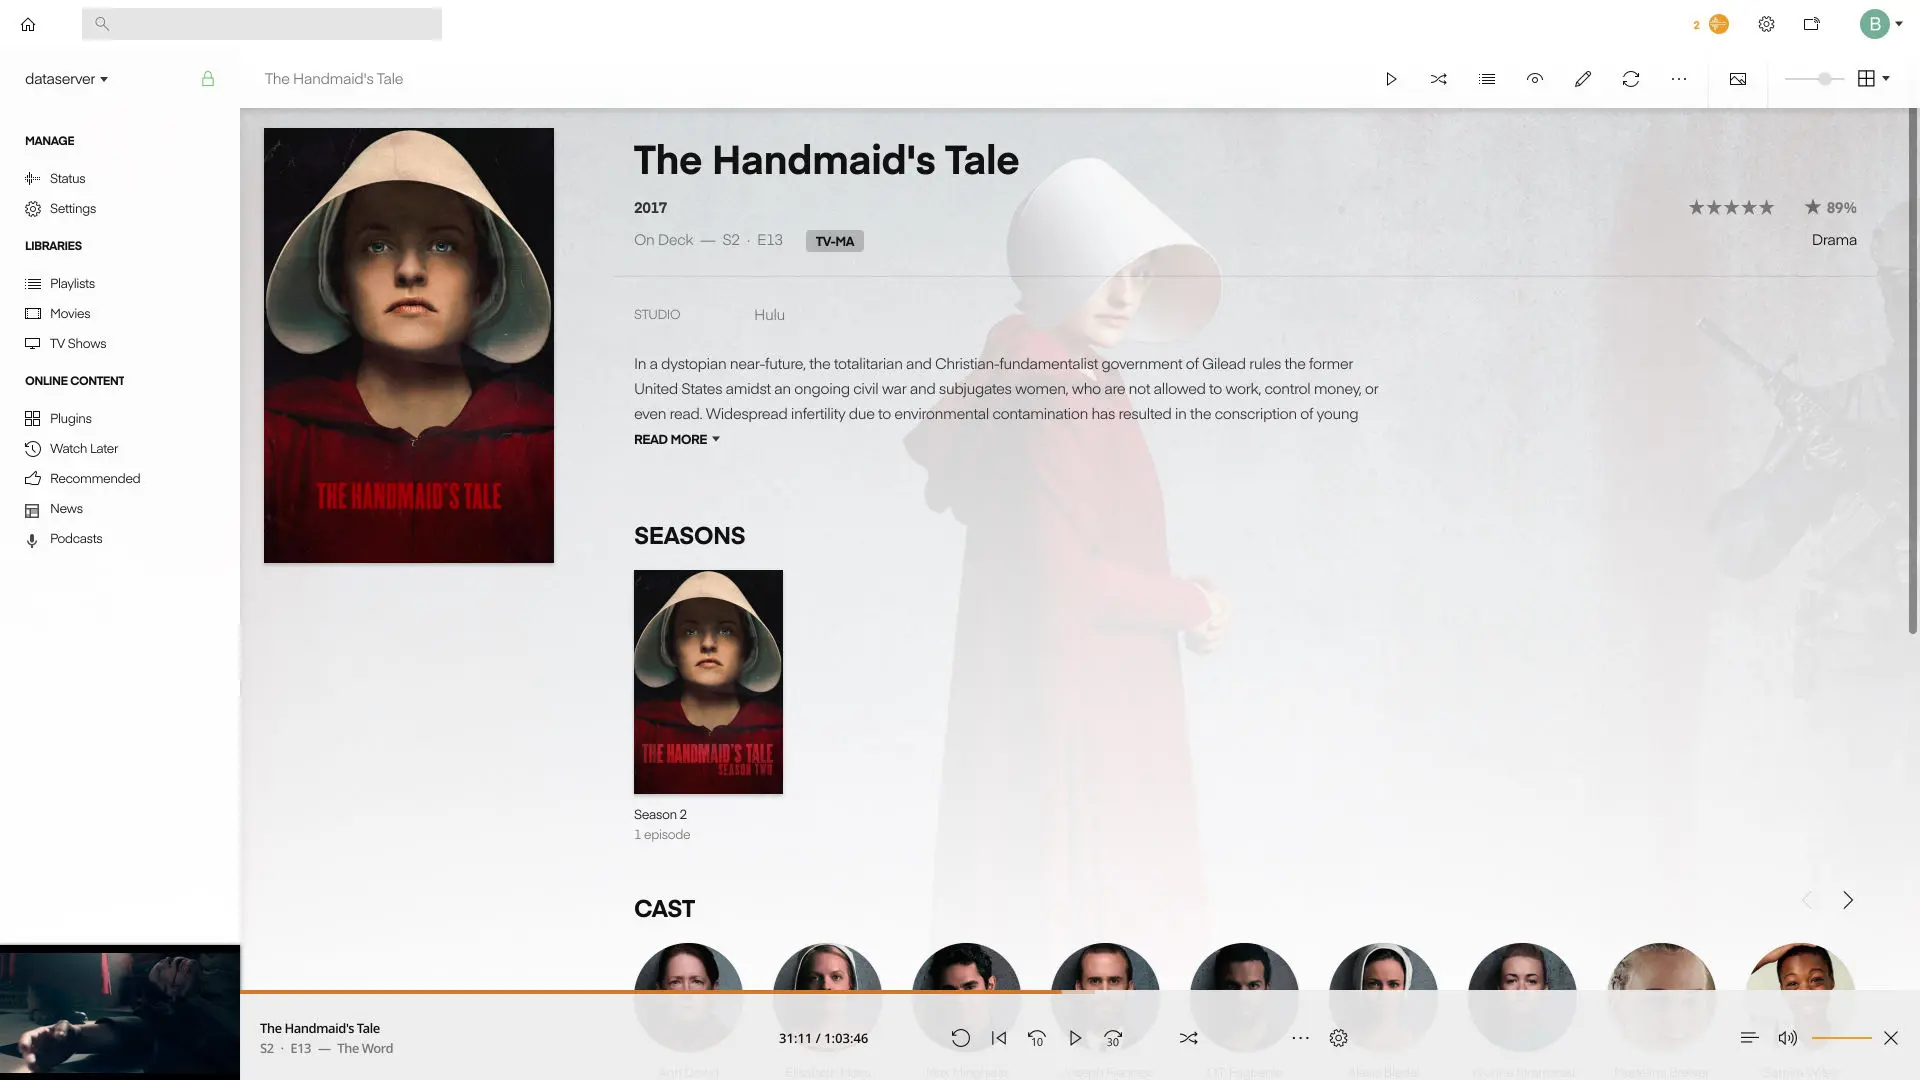 2
B
dataserver
The Handmaid's Tale
MANAGE
Status
Settings
LIBRARIES
Playlists
Movies
TV Shows
ONLINE CONTENT
Plugins
Watch Later
Recommended
News
Podcasts
THE HANDMAID'S TALE
The Handmaid's Tale
2017
89%
On Deck — S2 · E13
TV-MA
Drama
STUDIO
Hulu
In a dystopian near-future, the totalitarian and Christian-fundamentalist government of Gilead rules the former
United States amidst an ongoing civil war and subjugates women, who are not allowed to work, control money, or
even read. Widespread infertility due to environmental contamination has resulted in the conscription of young
READ MORE
SEASONS
THE HANDMAID'S TALE
SEASON TWO
Season 2
1 episode
CAST
The Handmaid's Tale
S2 · E13 — The Word
31:11 / 1:03:46
10
30